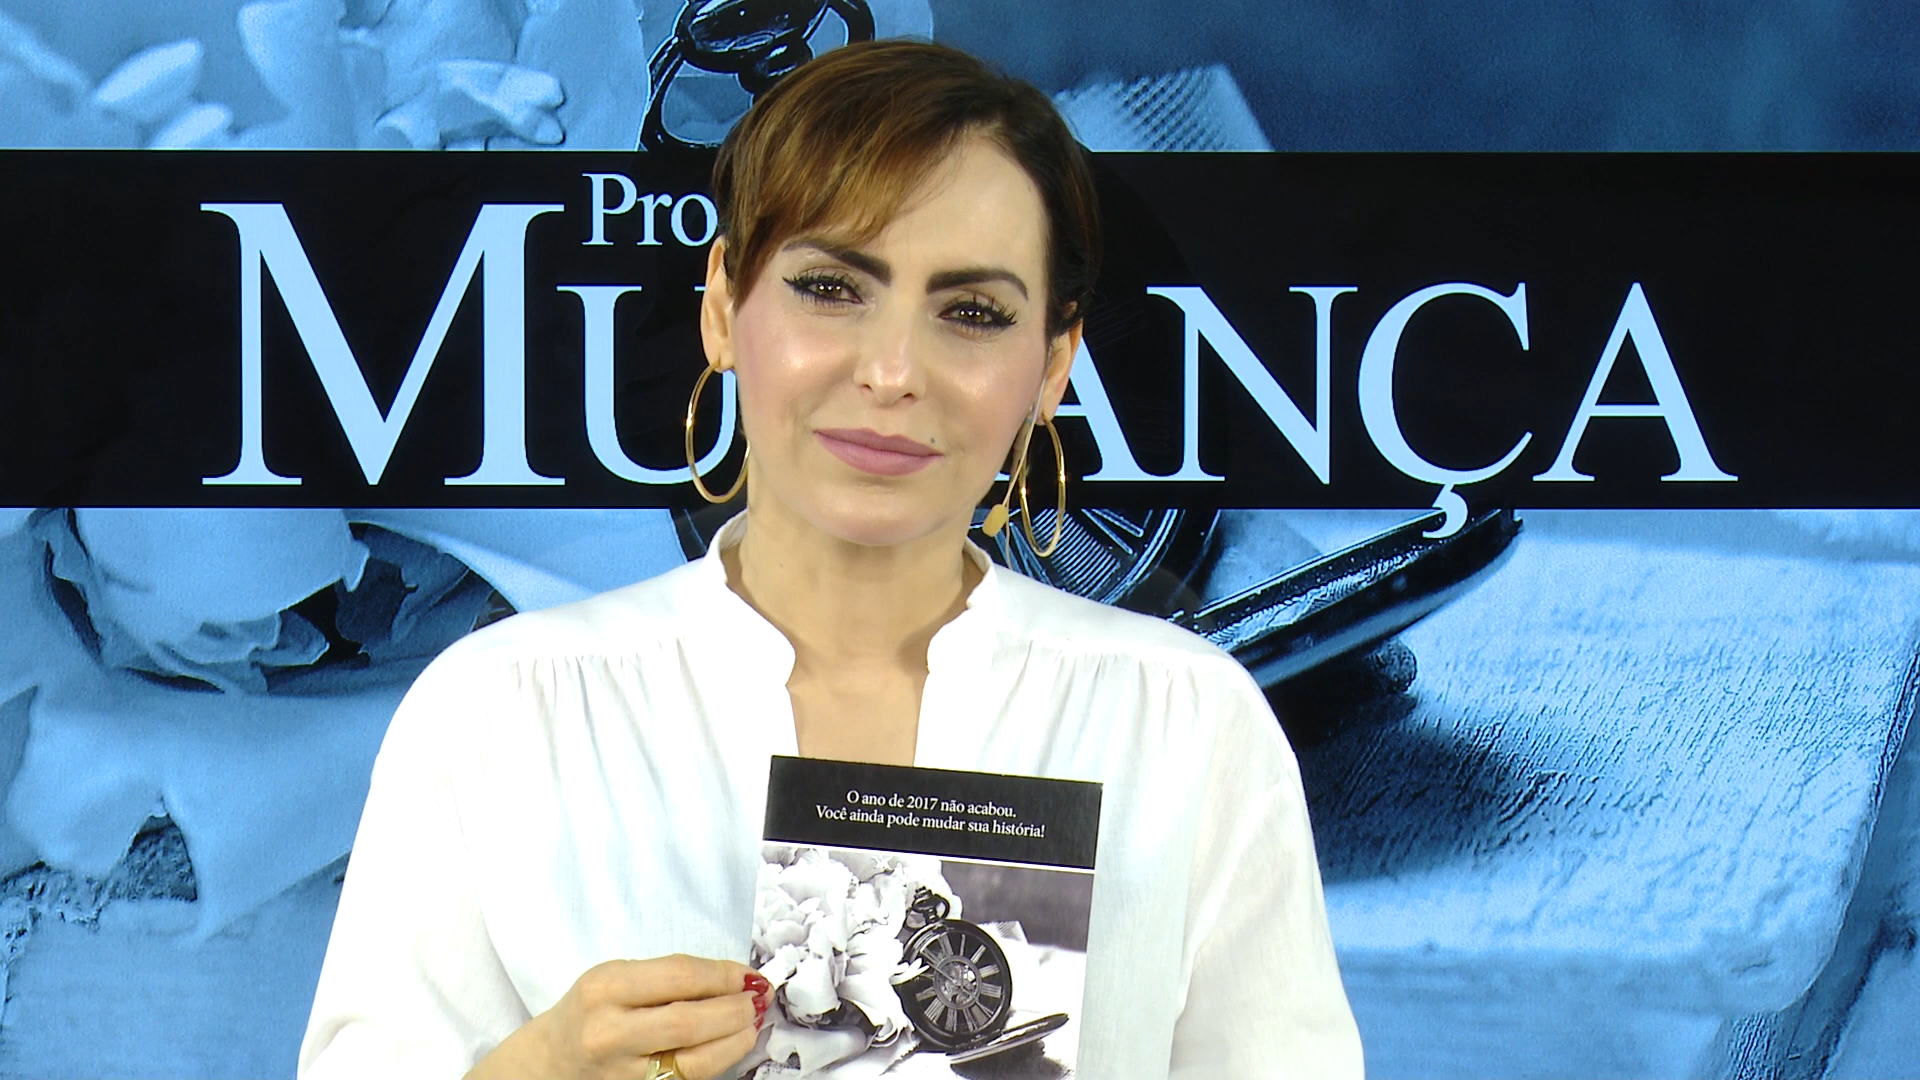 Pro
MU ANÇA
O ano de 2017 não acabou.
Você ainda pode mudar sua história!